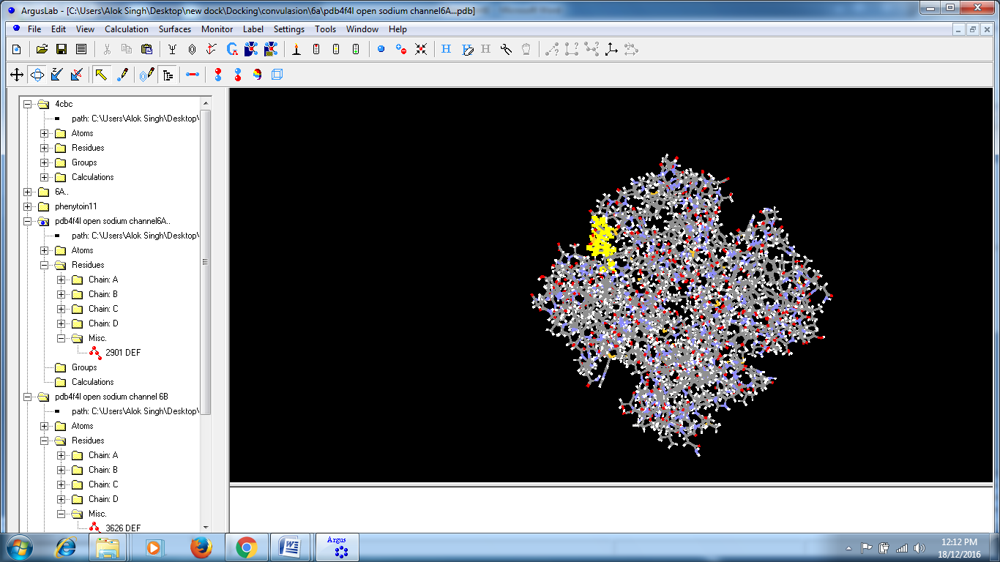 ArgusLab - [C:\Users\Alok Singh\Desktop\new dock\Docking\convulasion\6a\pdb4f4l open sodium channel6A...pdb]
File Edit View Calculation Surfaces Monitor Label Settings Tools Window Help
4cbc
path: C:\Users\Alok Singh\Desktop\
Atoms
Residues
Groups
Calculations
6A..
phenytoin11
pdb4f4l open sodium channel6A..
path: C:\Users\Alok Singh\Desktop\
Atoms
Residues
Chain: A
Chain: B
Chain: C
Chain: D
Misc.
2901 DEF
Groups
Calculations
pdb4f4l open sodium channel 6B
path: C:\Users\Alok Singh\Desktop\
Atoms
Residues
Chain: A
Chain: B
Chain: C
Chain: D
Misc.
3626 DEF
Argus
12:12 PM
18/12/2016